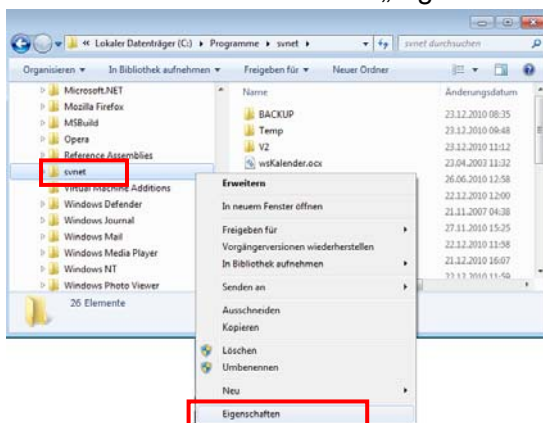 « Lokaler Datenträger (C:) ▸ Programme ▸ svnet ▸
svnet durchsuchen
Organisieren ▾ In Bibliothek aufnehmen ▾ Freigeben für ▾ Neuer Ordner
Microsoft.NET
Mozilla Firefox
MSBuild
Opera
Reference Assemblies
svnet
Virtual Machine Additions
Windows Defender
Windows Journal
Windows Mail
Windows Media Player
Windows NT
Windows Photo Viewer
Name Änderungsdatum
BACKUP 23.12.2010 08:35
Temp 23.12.2010 09:48
V2 23.12.2010 11:12
wsKalender.ocx 23.04.2003 11:32
26.06.2010 12:58
22.12.2010 12:00
21.11.2007 04:38
27.11.2010 15:25
22.12.2010 11:58
21.12.2010 16:07
22.12.2010 11:59
Erweitern
In neuem Fenster öffnen
Freigeben für
Vorgängerversionen wiederherstellen
In Bibliothek aufnehmen
Senden an
Ausschneiden
Kopieren
Löschen
Umbenennen
Neu
Eigenschaften
26 Elemente